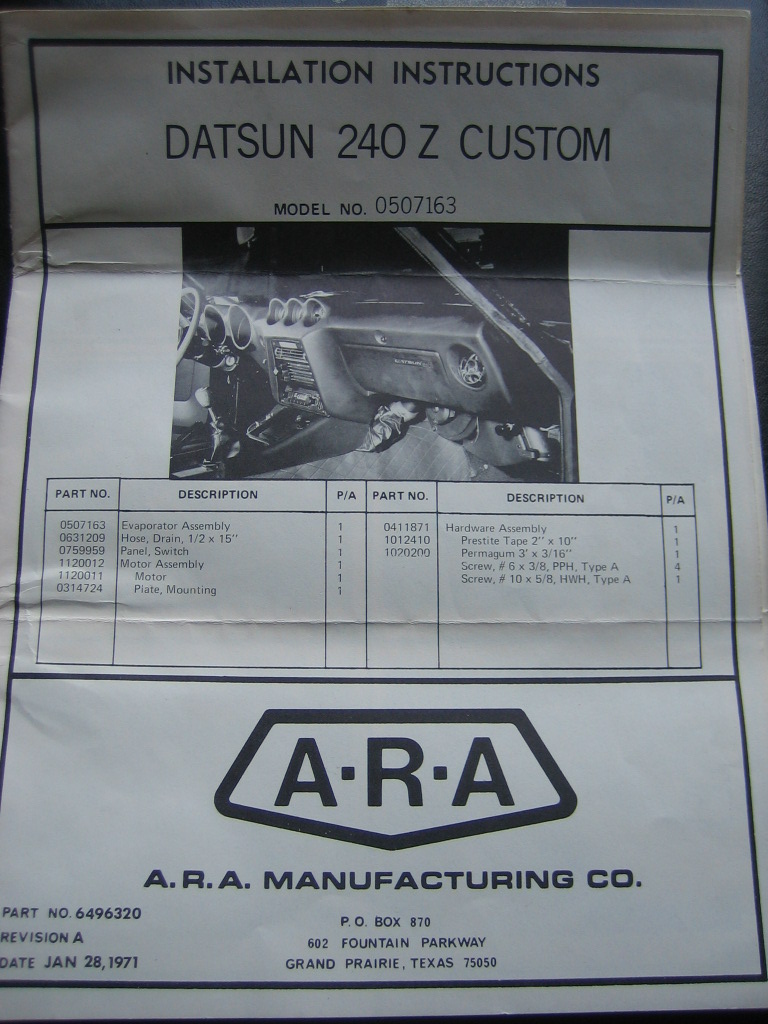 INSTALLATION INSTRUCTIONS
DATSUN 240 Z CUSTOM
MODEL NO. 0507163
PART NO. DESCRIPTION P/A PART NO. DESCRIPTION P/A
0507163 Evaporator Assembly 1 0411871 Hardware Assembly 1
0631209 Hose, Drain, 1/2 x 15" 1 1012410 Prestite Tape 2" x 10" 1
0759959 Panel, Switch 1 1020200 Permagum 3' x 3/16" 1
1120012 Motor Assembly 1 Screw, # 6 x 3/8, PPH, Type A 4
1120011 Motor 1 Screw, # 10 x 5/8, HWH, Type A 1
0314724 Plate, Mounting 1
A·R·A
A.R.A. MANUFACTURING CO.
PART NO. 6496320
REVISION A
DATE JAN 28, 1971
P.O. BOX 870
602 FOUNTAIN PARKWAY
GRAND PRAIRIE, TEXAS 75050